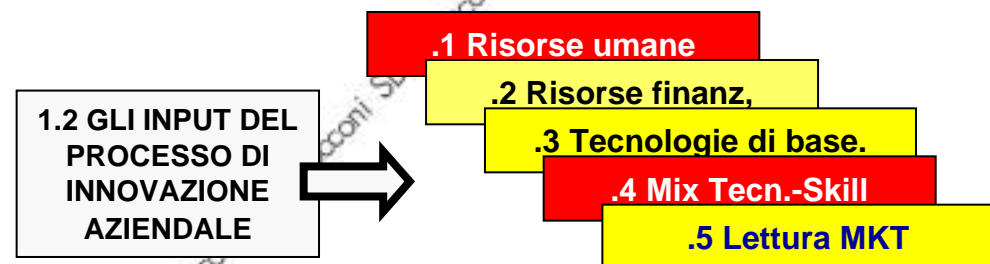 .1 Risorse umane
.2 Risorse finanz,
1.2 GLI INPUT DEL
PROCESSO DI
INNOVAZIONE
AZIENDALE
.3 Tecnologie di base.
.4 Mix Tecn.-Skill
.5 Lettura MKT